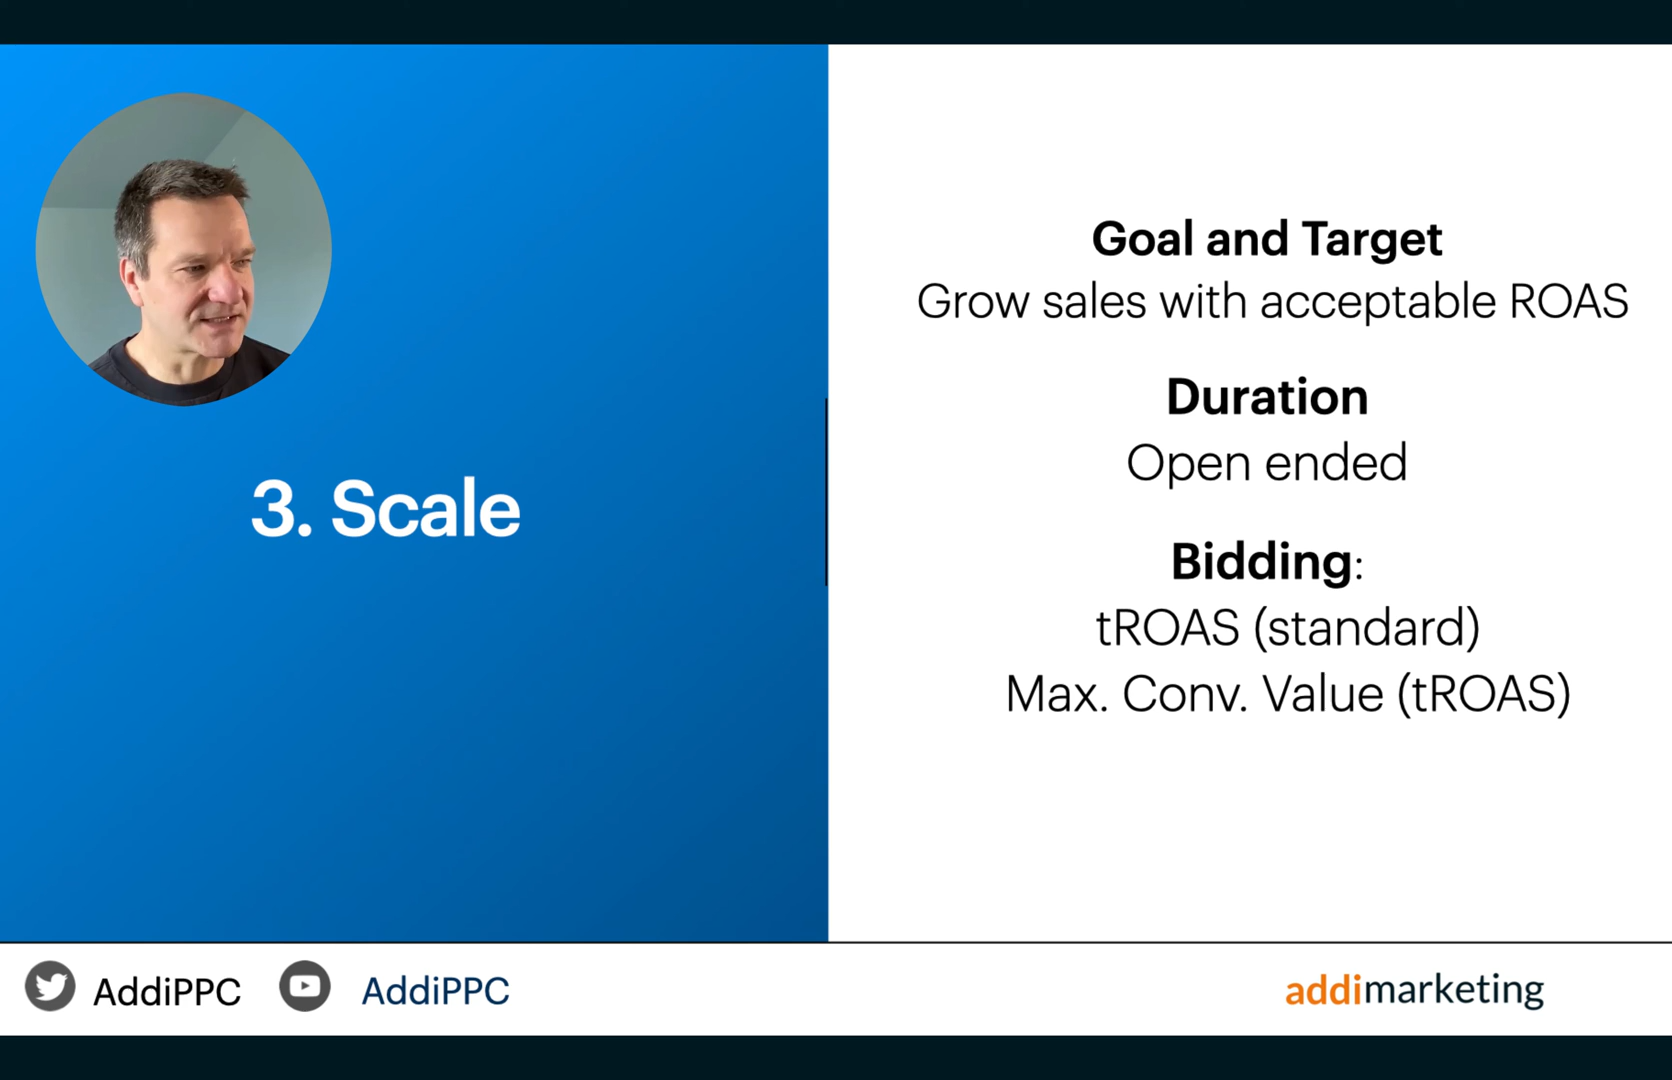 3. Scale
Goal and Target
Grow sales with acceptable ROAS
Duration
Open ended
Bidding:
tROAS (standard)
Max. Conv. Value (tROAS)
AddiPPC
AddiPPC
addimarketing